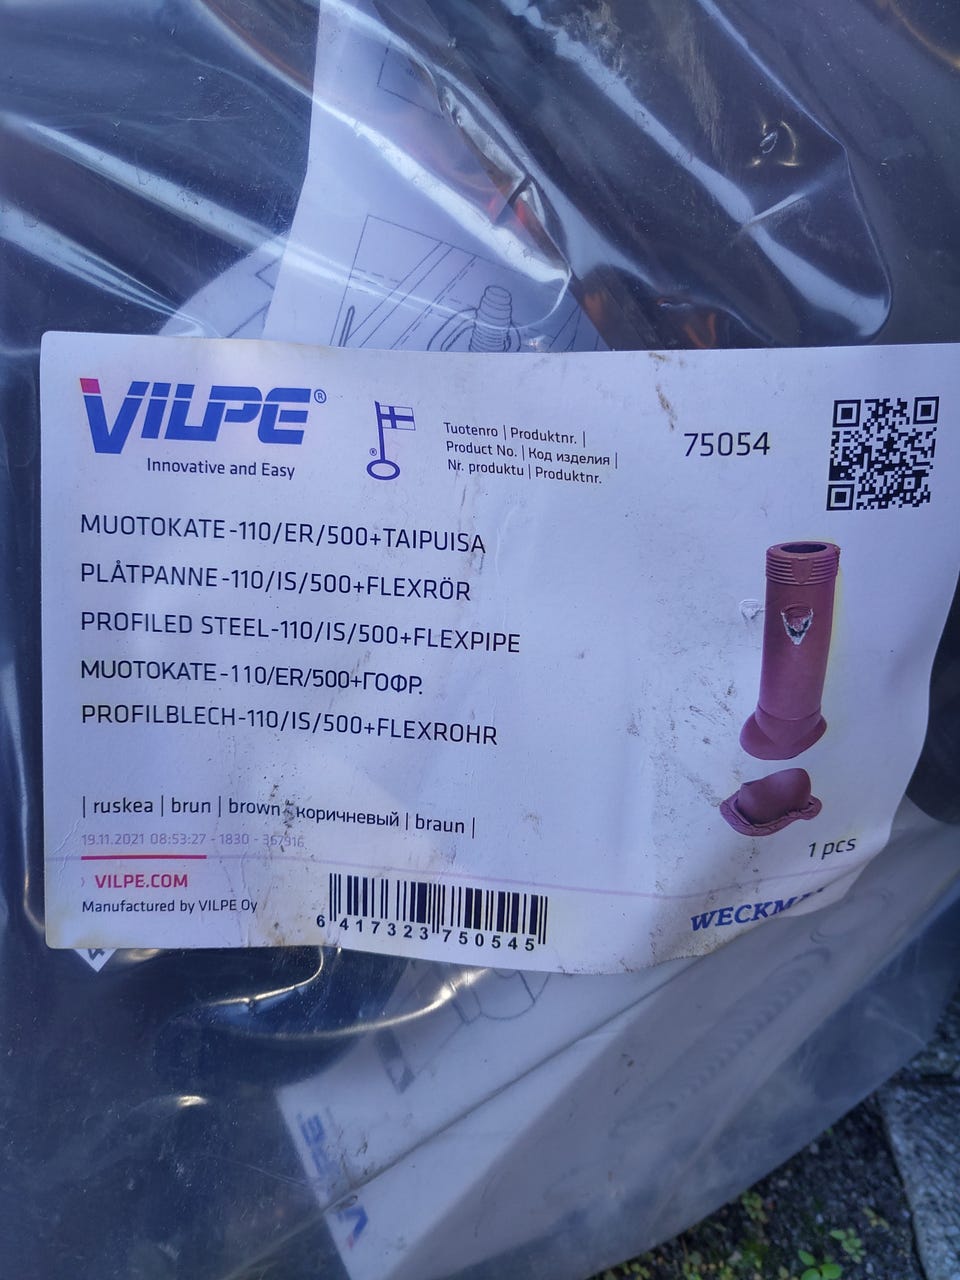 VILPE®
Innovative and Easy
®
Tuotenro | Produktnr. |
Product No. | Код изделия |
Nr. produktu | Produktnr.
75054
MUOTOKATE-110/ER/500+TAIPUISA
PLÅTPANNE-110/IS/500+FLEXRÖR
PROFILED STEEL-110/IS/500+FLEXPIPE
MUOTOKATE-110/ER/500+ГОФР.
PROFILBLECH-110/IS/500+FLEXROHR
| ruskea | brun | brown | коричневый | braun |
19.11.2021 08:53:27 - 1830 - 357916
1 pcs
VILPE.COM
Manufactured by VILPE Oy
6 417323 750545
WECKMA